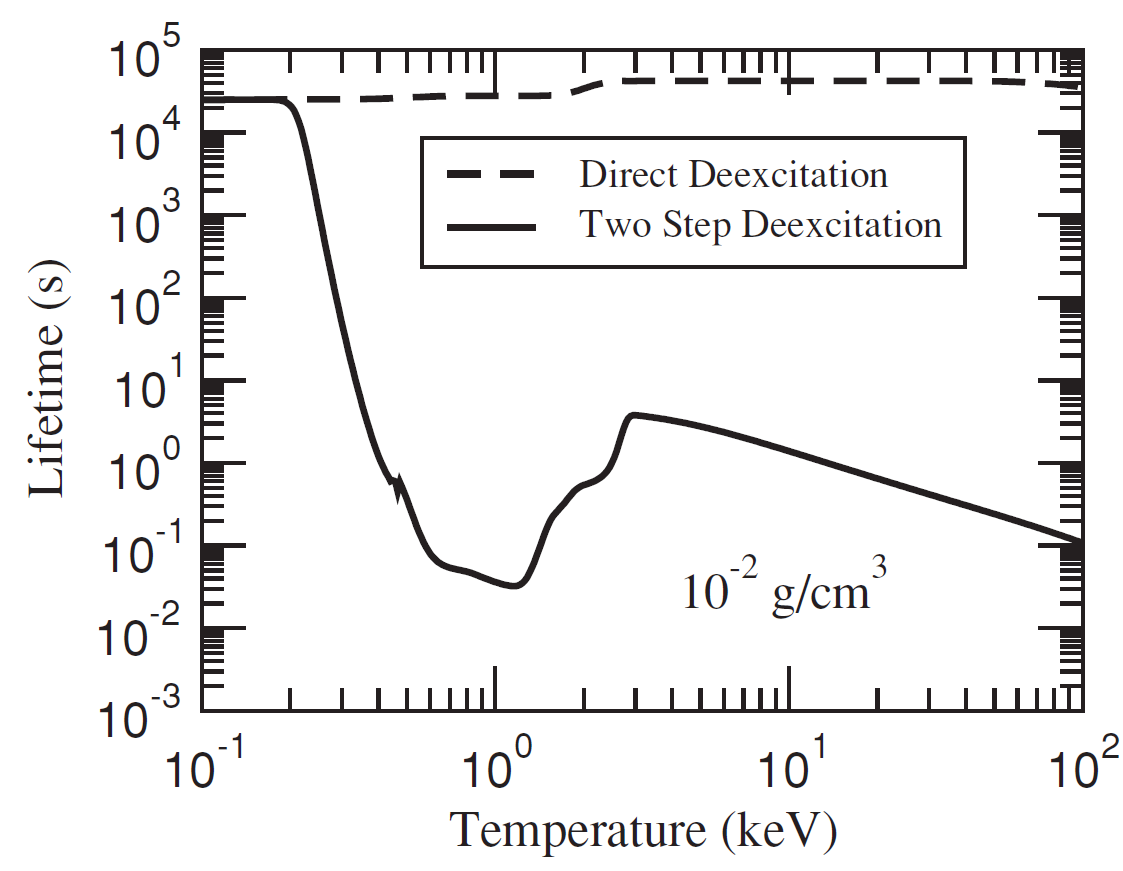 10^5
10^4
10^3
10^2
10^1
10^0
10^-1
10^-2
10^-3
Lifetime (s)
Direct Deexcitation
Two Step Deexcitation
10^-2 g/cm^3
10^-1 10^0 10^1 10^2
Temperature (keV)